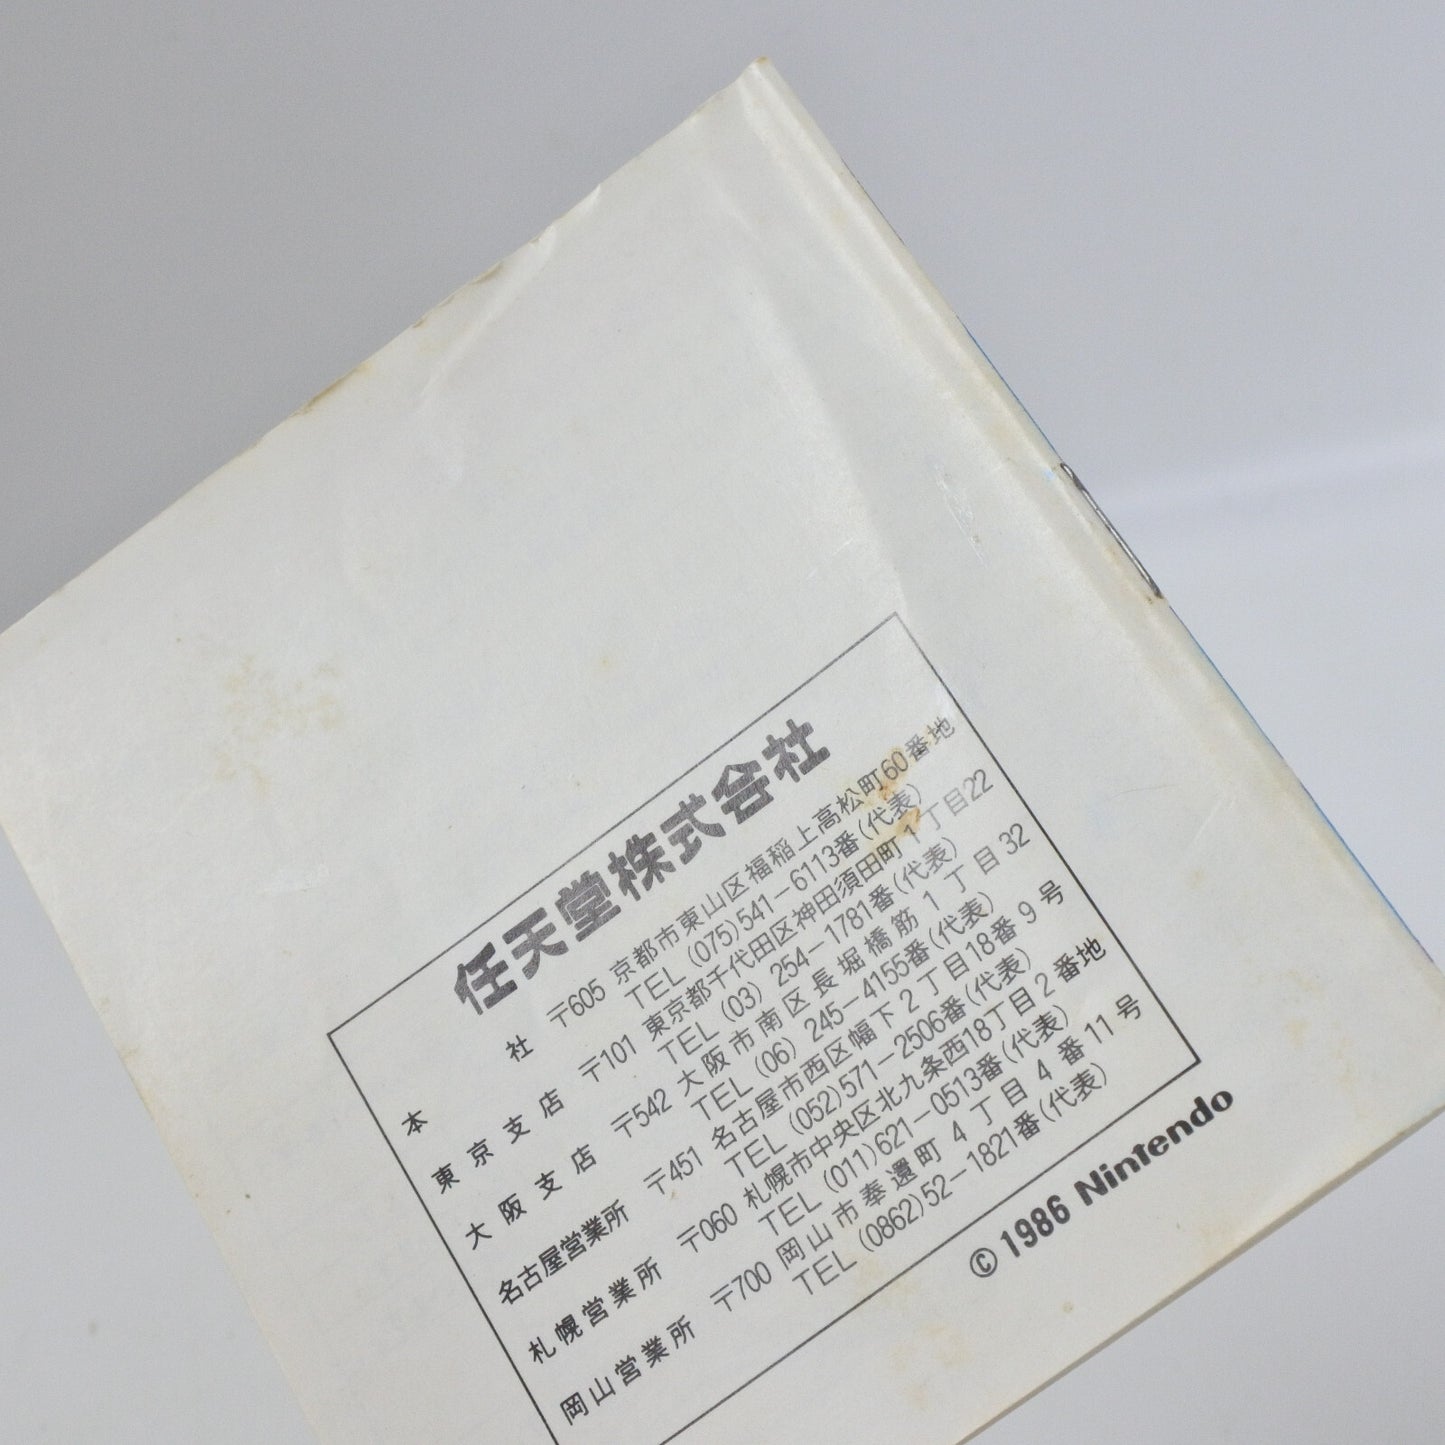 任天堂株式会社
本社 〒605 京都市東山区福稲上高松町60番地
TEL (075)541-6113番(代表)
東京支店 〒101 東京都千代田区神田須田町1丁目22
TEL (03) 254-1781番(代表)
大阪支店 〒542 大阪市南区長堀橋筋1丁目32
TEL (06) 245-4155番(代表)
名古屋営業所 〒451 名古屋市西区幅下2丁目18番9号
TEL (052)571-2506番(代表)
札幌営業所 〒060 札幌市中央区北九条西18丁目2番地
TEL (011)621-0513番(代表)
岡山営業所 〒700 岡山市奉還町4丁目4番11号
TEL (0862)52-1821番(代表)
© 1986 Nintendo